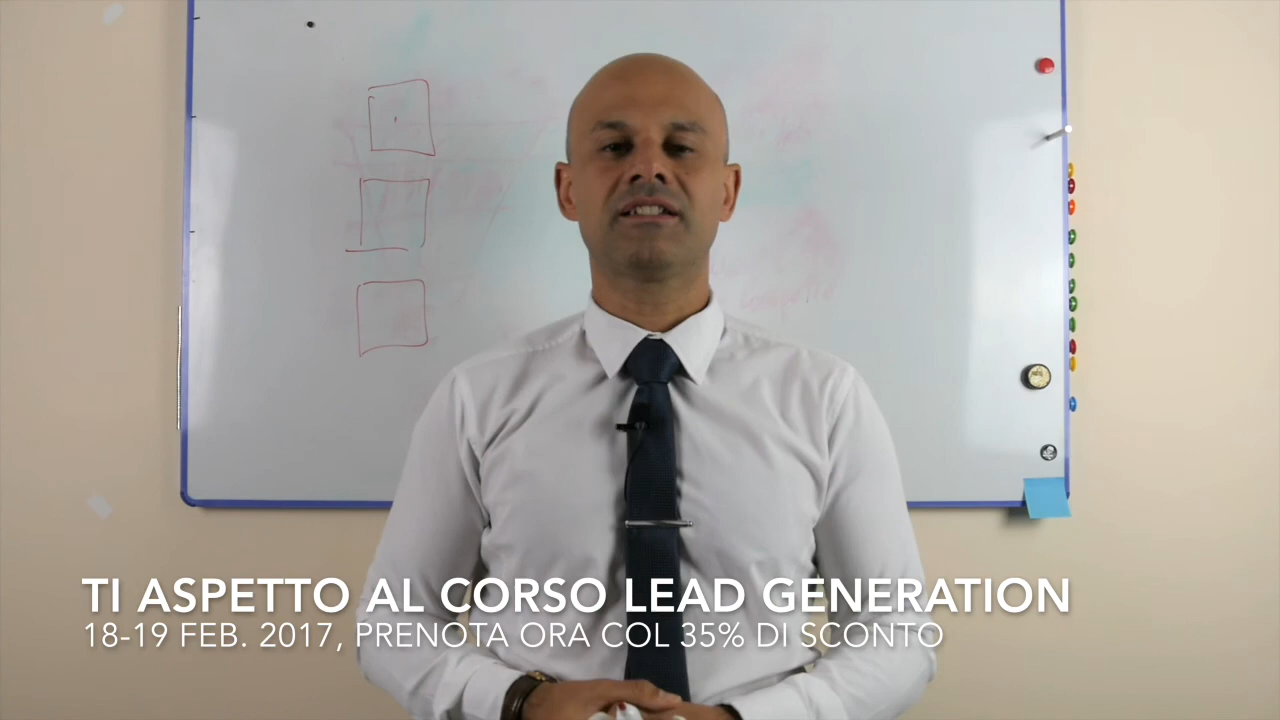 TI ASPETTO AL CORSO LEAD GENERATION
18-19 FEB. 2017, PRENOTA ORA COL 35% DI SCONTO